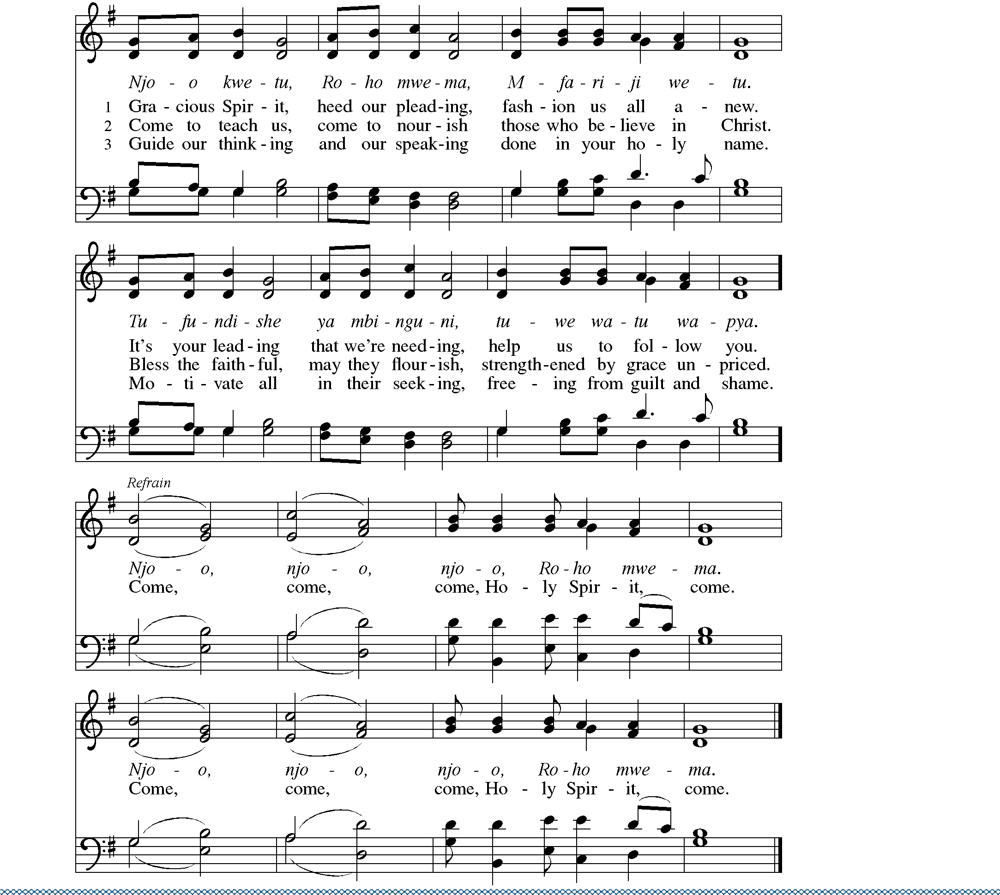 Njo - o kwe - tu, Ro - ho mwe - ma, M - fa - ri - ji we - tu.
1 Gra - cious Spir - it, heed our plead - ing, fash - ion us all a - new.
2 Come to teach us, come to nour - ish those who be - lieve in Christ.
3 Guide our think - ing and our speak - ing done in your ho - ly name.
Tu - fu - ndi - she ya mbi - ngu - ni, tu - we wa - tu wa - pya.
It's your lead - ing that we're need - ing, help us to fol - low you.
Bless the faith - ful, may they flour - ish, strength - ened by grace un - priced.
Mo - ti - vate all in their seek - ing, free - ing from guilt and shame.
Refrain
Njo - o, njo - o, njo - o, Ro - ho mwe - ma.
Come, come, come, Ho - ly Spir - it, come.
Njo - o, njo - o, njo - o, Ro - ho mwe - ma.
Come, come, come, Ho - ly Spir - it, come.